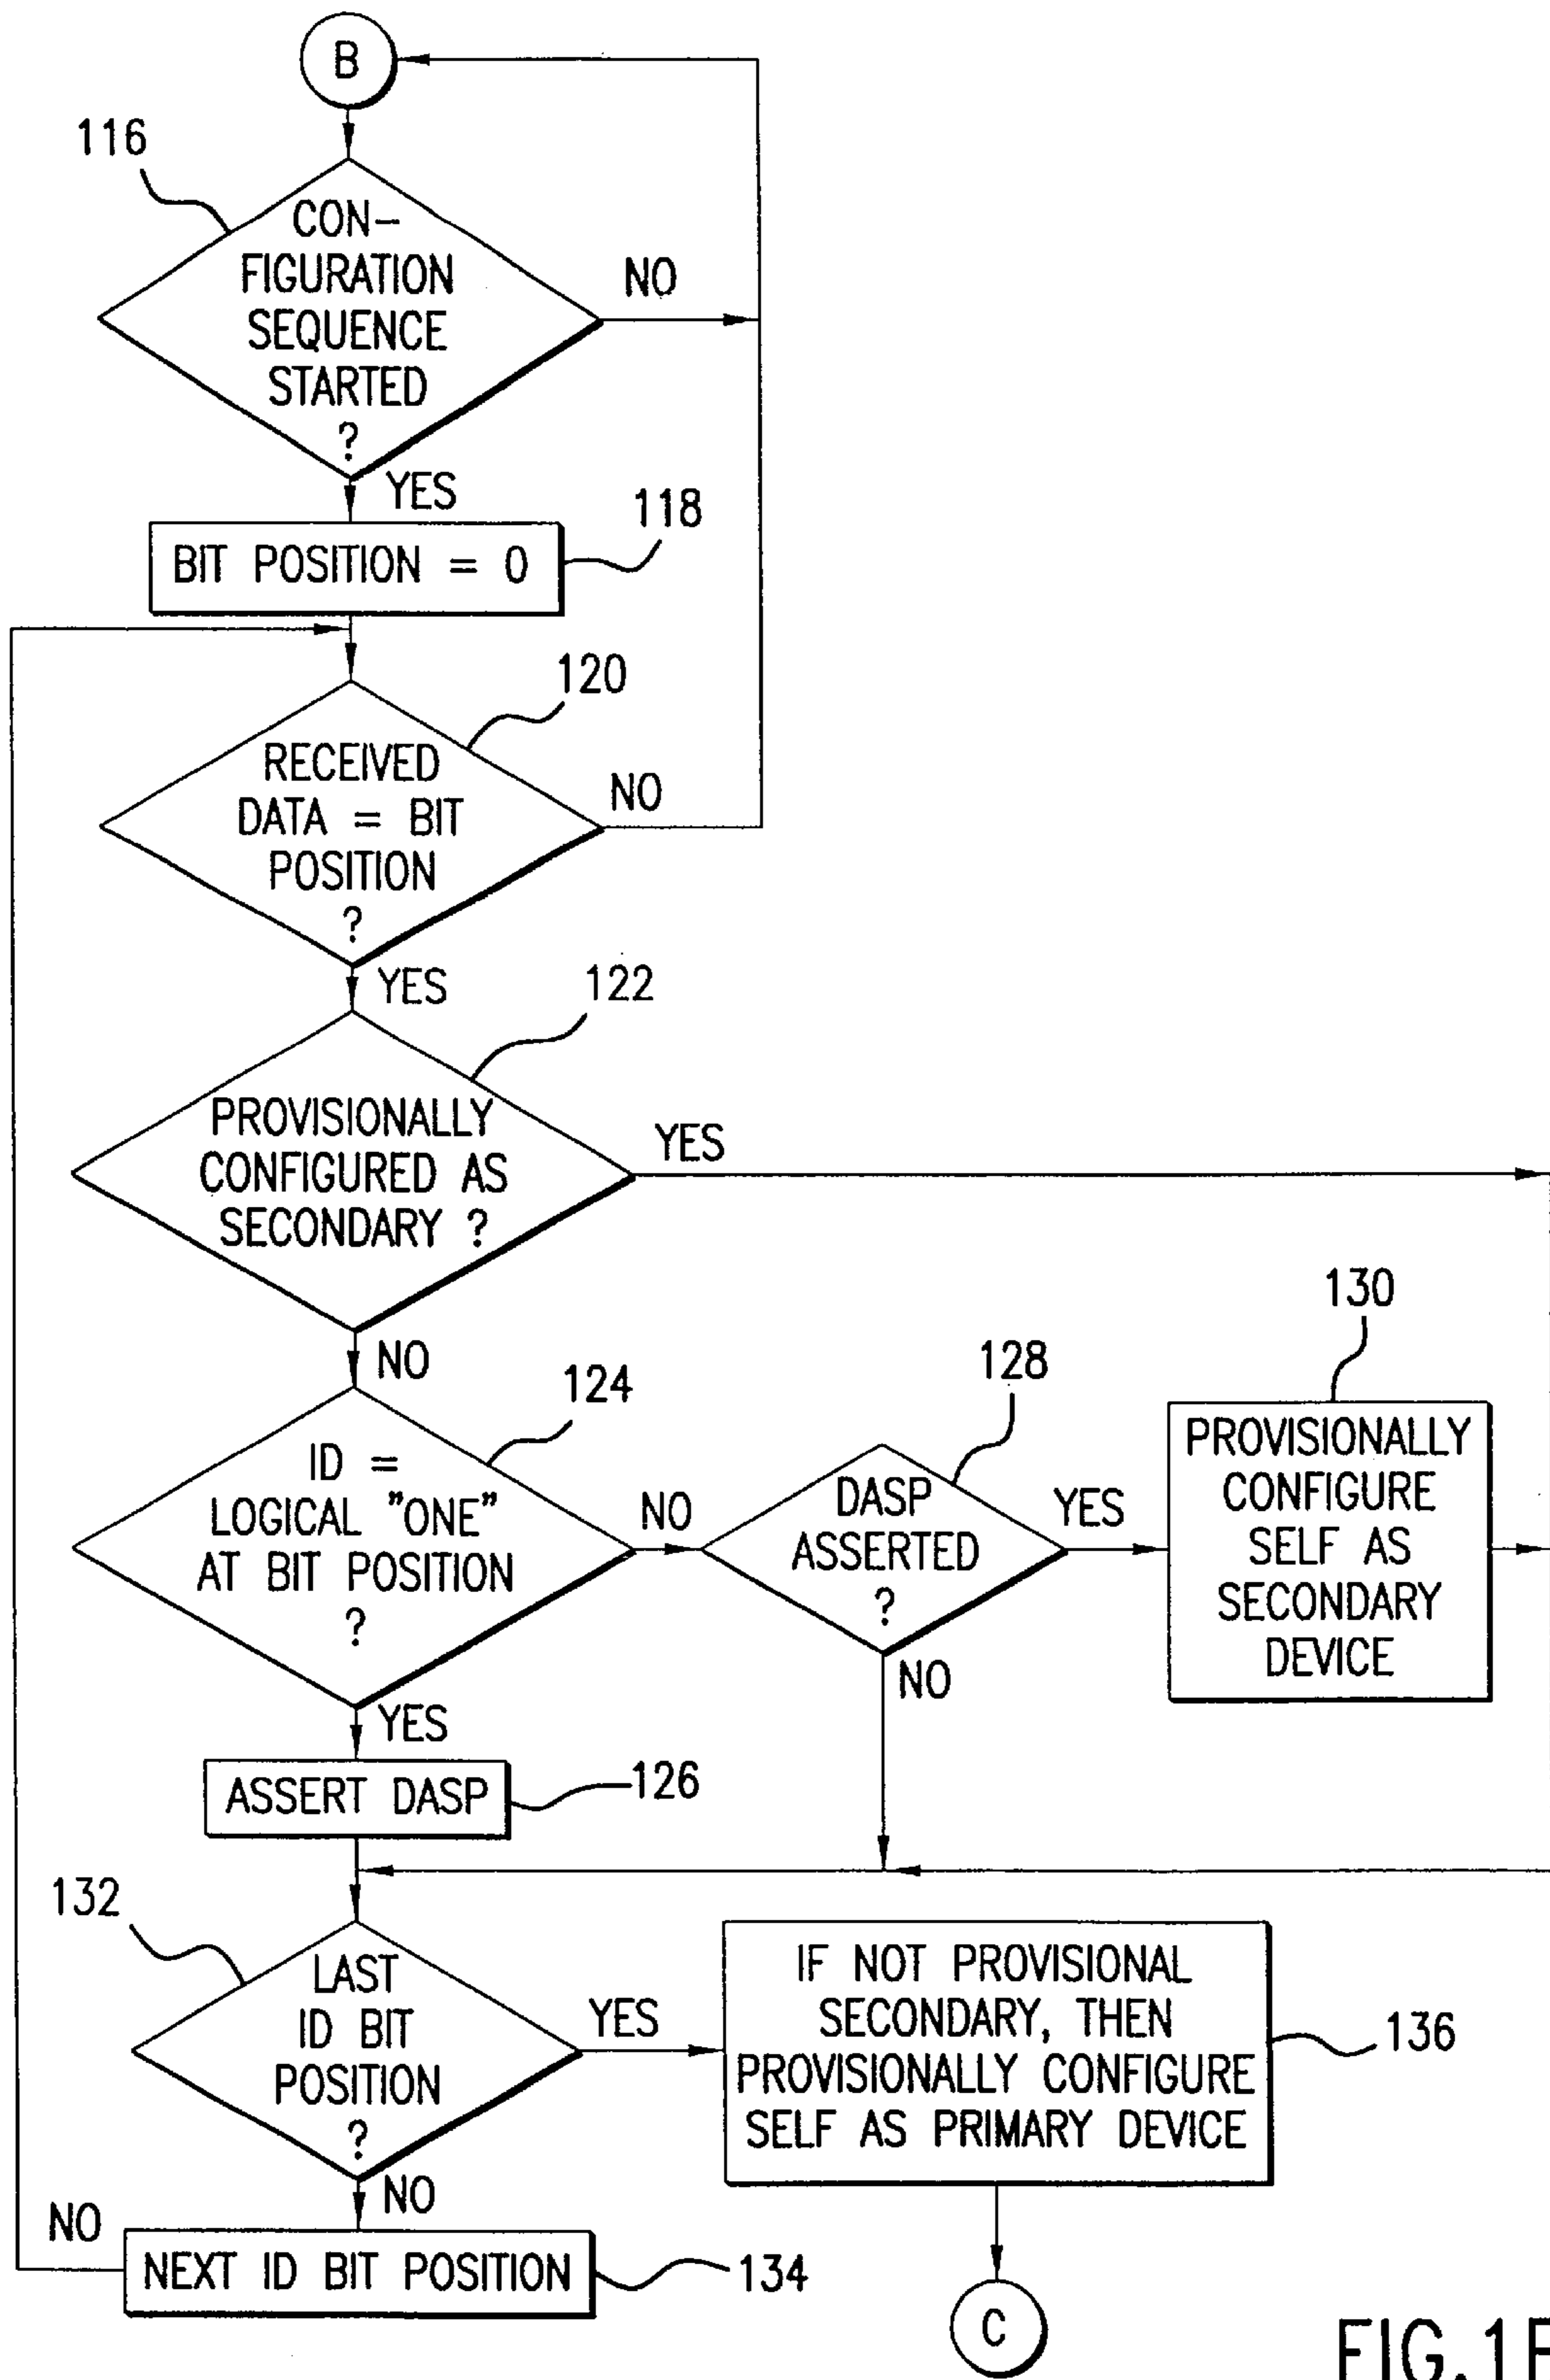 B
116
CON-
FIGURATION
SEQUENCE
STARTED
?
NO
YES
118
BIT POSITION = 0
120
RECEIVED
DATA = BIT
POSITION
?
NO
YES
122
PROVISIONALLY
CONFIGURED AS
SECONDARY ?
YES
NO
124
ID =
LOGICAL "ONE"
AT BIT POSITION
?
NO
128
DASP
ASSERTED
?
YES
130
PROVISIONALLY
CONFIGURE
SELF AS
SECONDARY
DEVICE
NO
YES
ASSERT DASP
126
132
LAST
ID BIT
POSITION
?
YES
IF NOT PROVISIONAL
SECONDARY, THEN
PROVISIONALLY CONFIGURE
SELF AS PRIMARY DEVICE
136
NO
NO
NEXT ID BIT POSITION
134
C